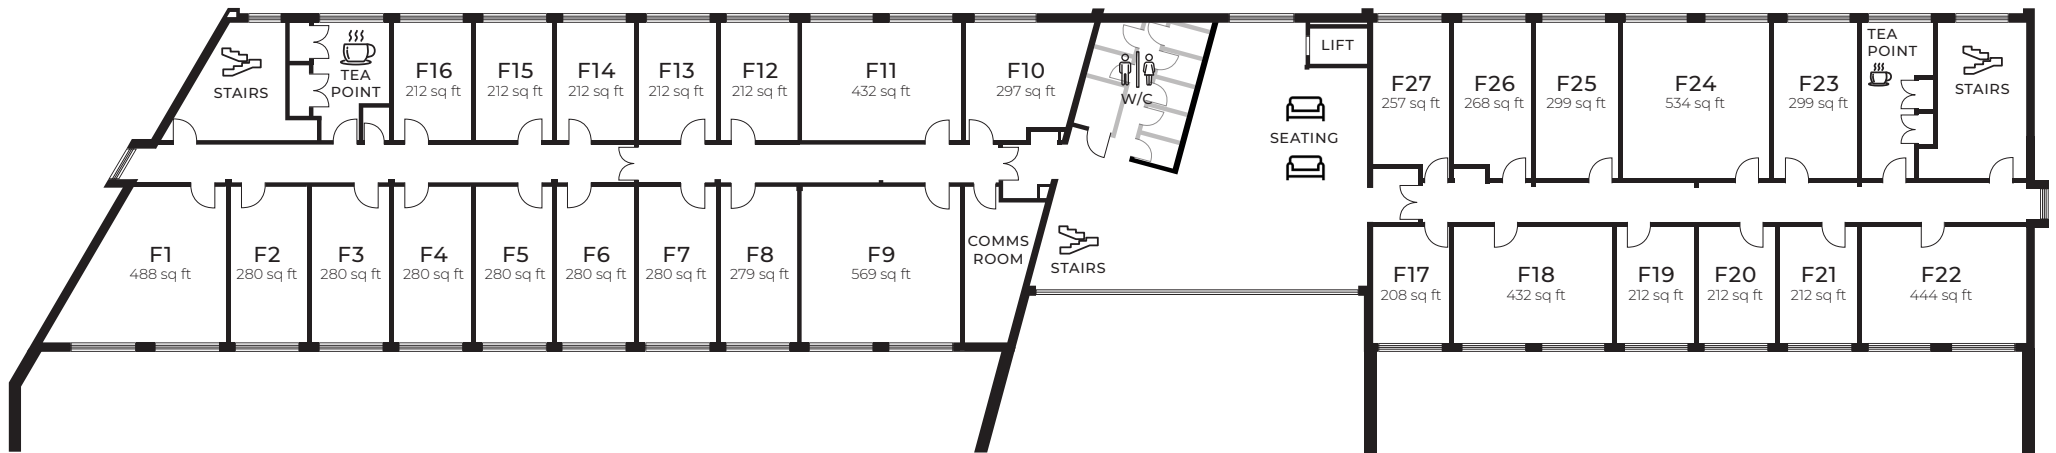 STAIRS
TEA
POINT
F16
212 sq ft
F15
212 sq ft
F14
212 sq ft
F13
212 sq ft
F12
212 sq ft
F11
432 sq ft
F10
297 sq ft
W/C
LIFT
SEATING
F27
257 sq ft
F26
268 sq ft
F25
299 sq ft
F24
534 sq ft
F23
299 sq ft
TEA
POINT
STAIRS
F1
488 sq ft
F2
280 sq ft
F3
280 sq ft
F4
280 sq ft
F5
280 sq ft
F6
280 sq ft
F7
280 sq ft
F8
279 sq ft
F9
569 sq ft
COMMS
ROOM
STAIRS
F17
208 sq ft
F18
432 sq ft
F19
212 sq ft
F20
212 sq ft
F21
212 sq ft
F22
444 sq ft